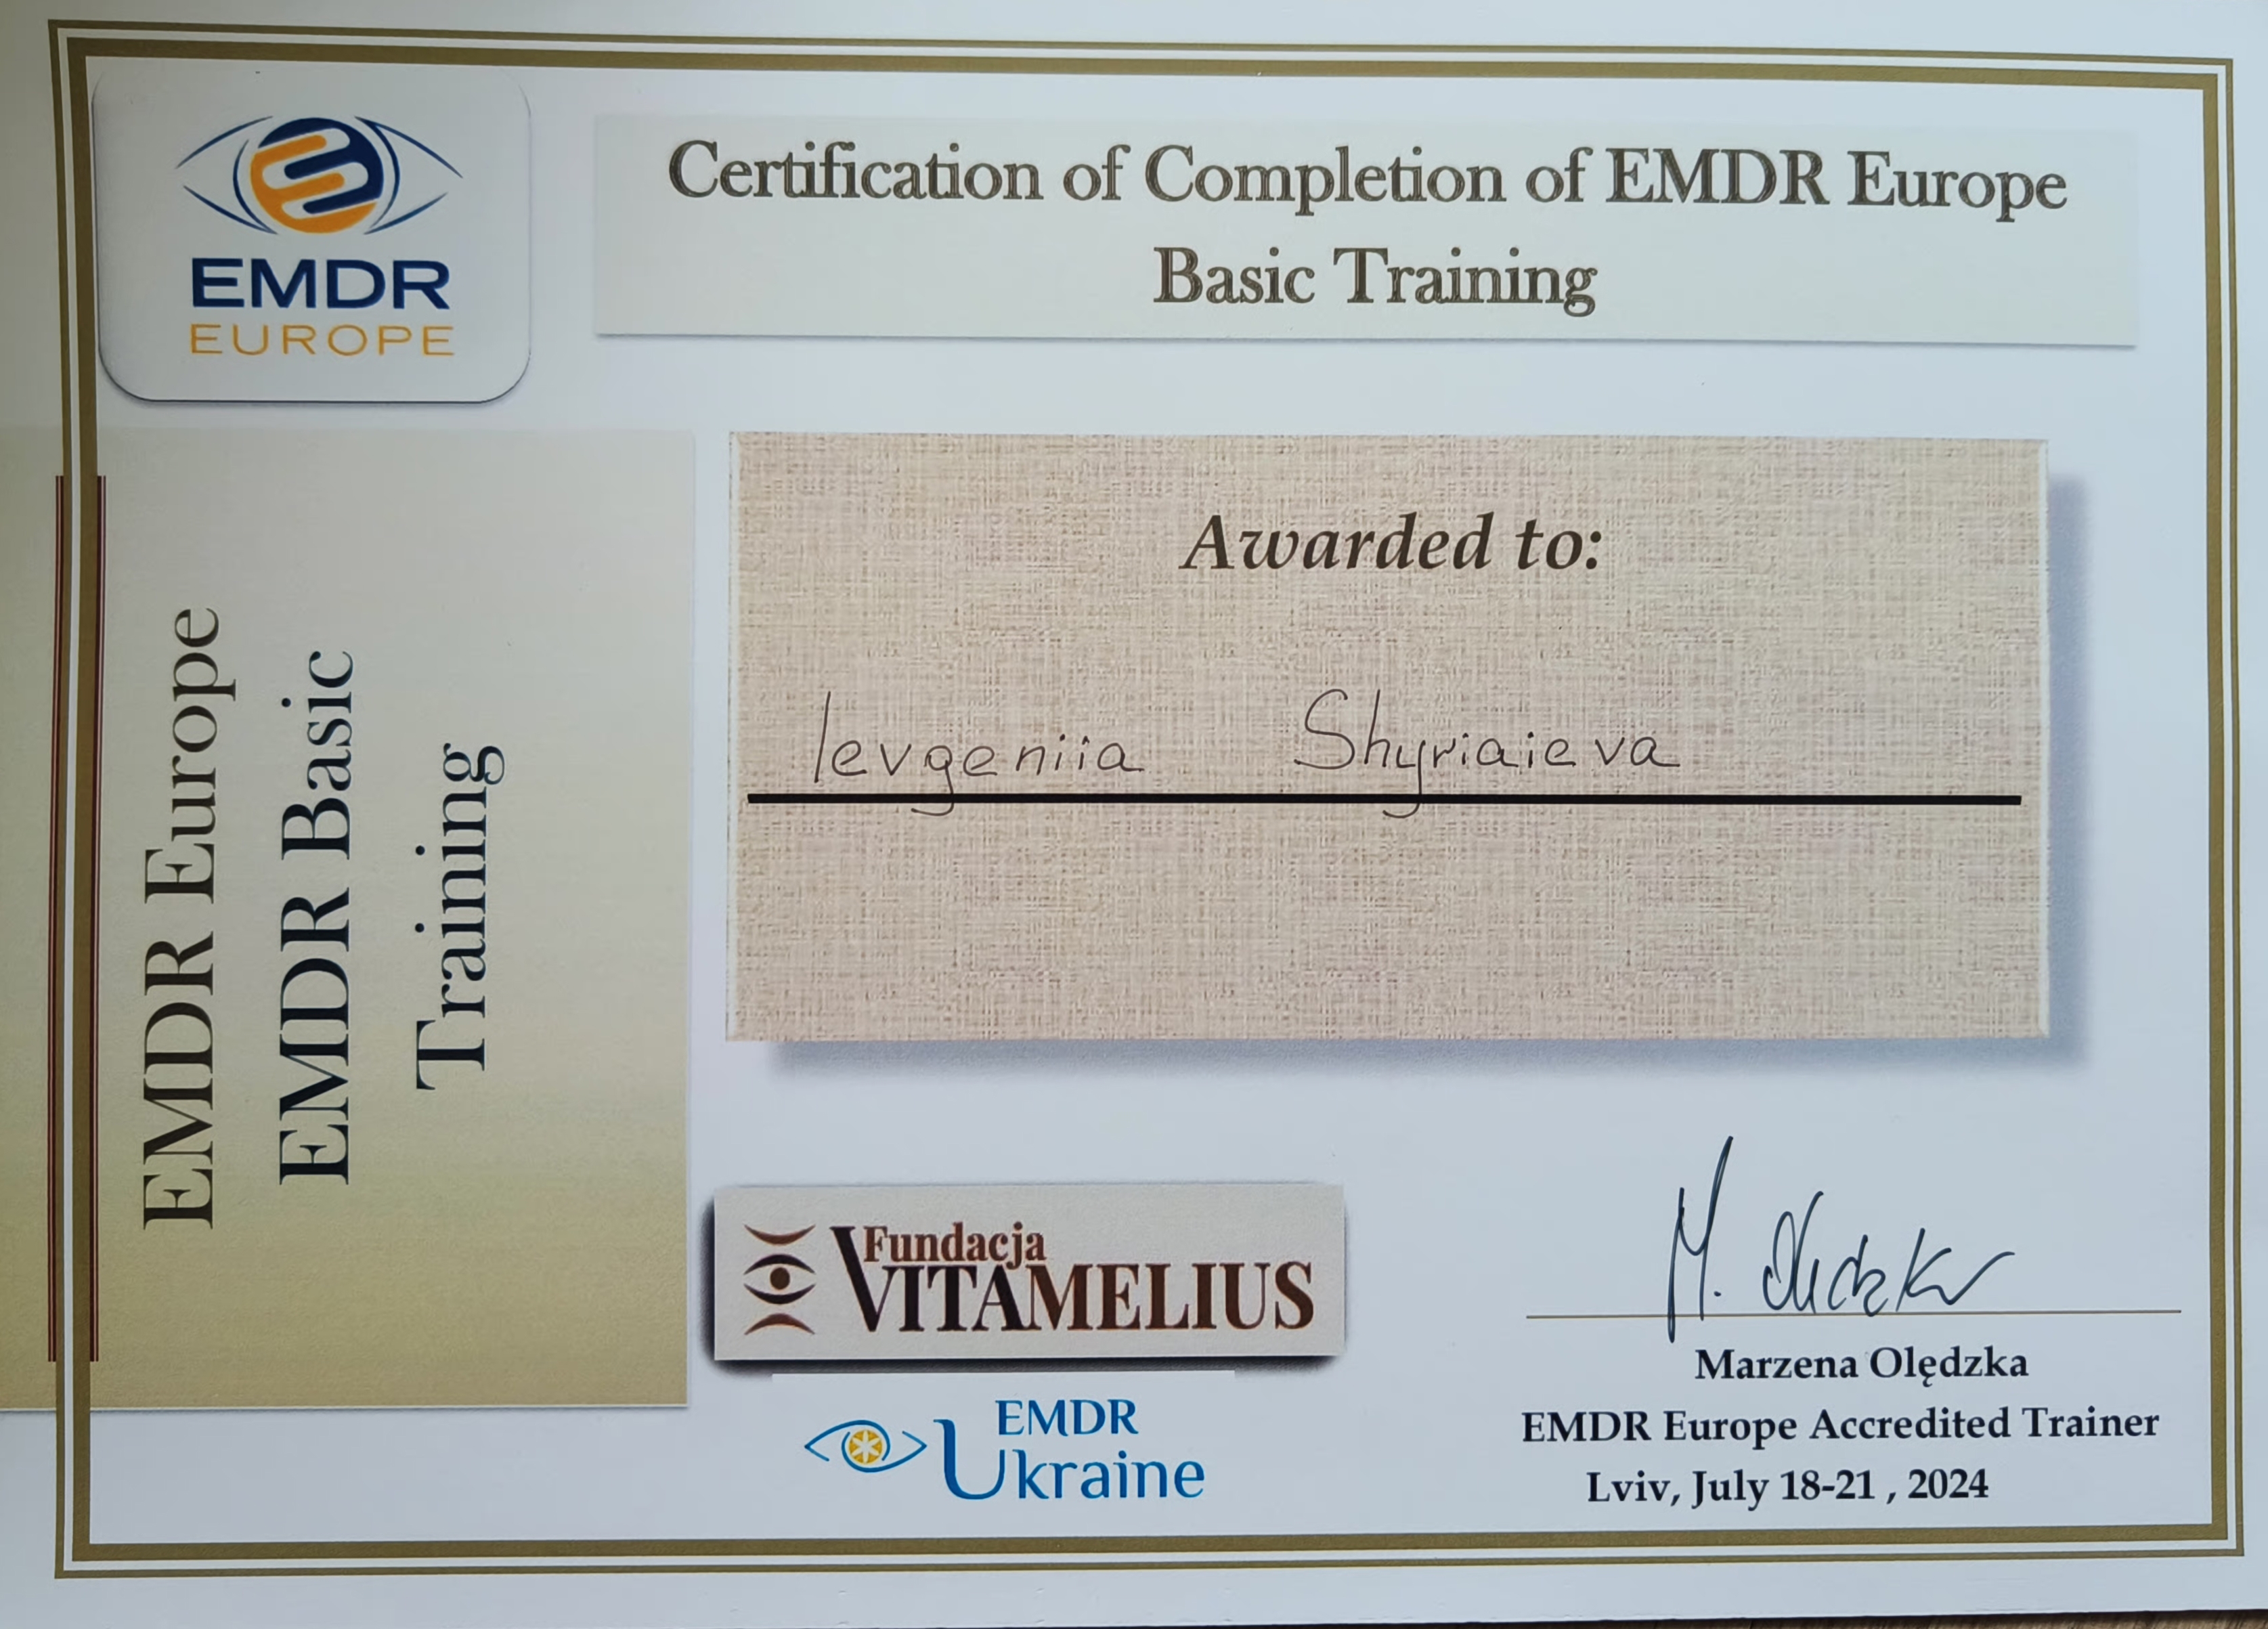 EMDR
EUROPE
Certification of Completion of EMDR Europe
Basic Training
EMDR Europe
EMDR Basic
Training
Awarded to:
Ievgeniia Shyriaieva
Fundacja
VITAMELIUS
EMDR
Ukraine
M. Olędzka
Marzena Olędzka
EMDR Europe Accredited Trainer
Lviv, July 18-21 , 2024